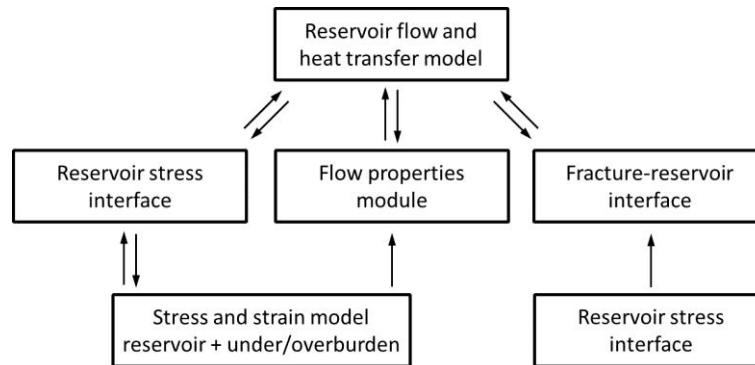 Reservoir flow and
heat transfer model
Reservoir stress
interface
Flow properties
module
Fracture-reservoir
interface
Stress and strain model
reservoir + under/overburden
Reservoir stress
interface